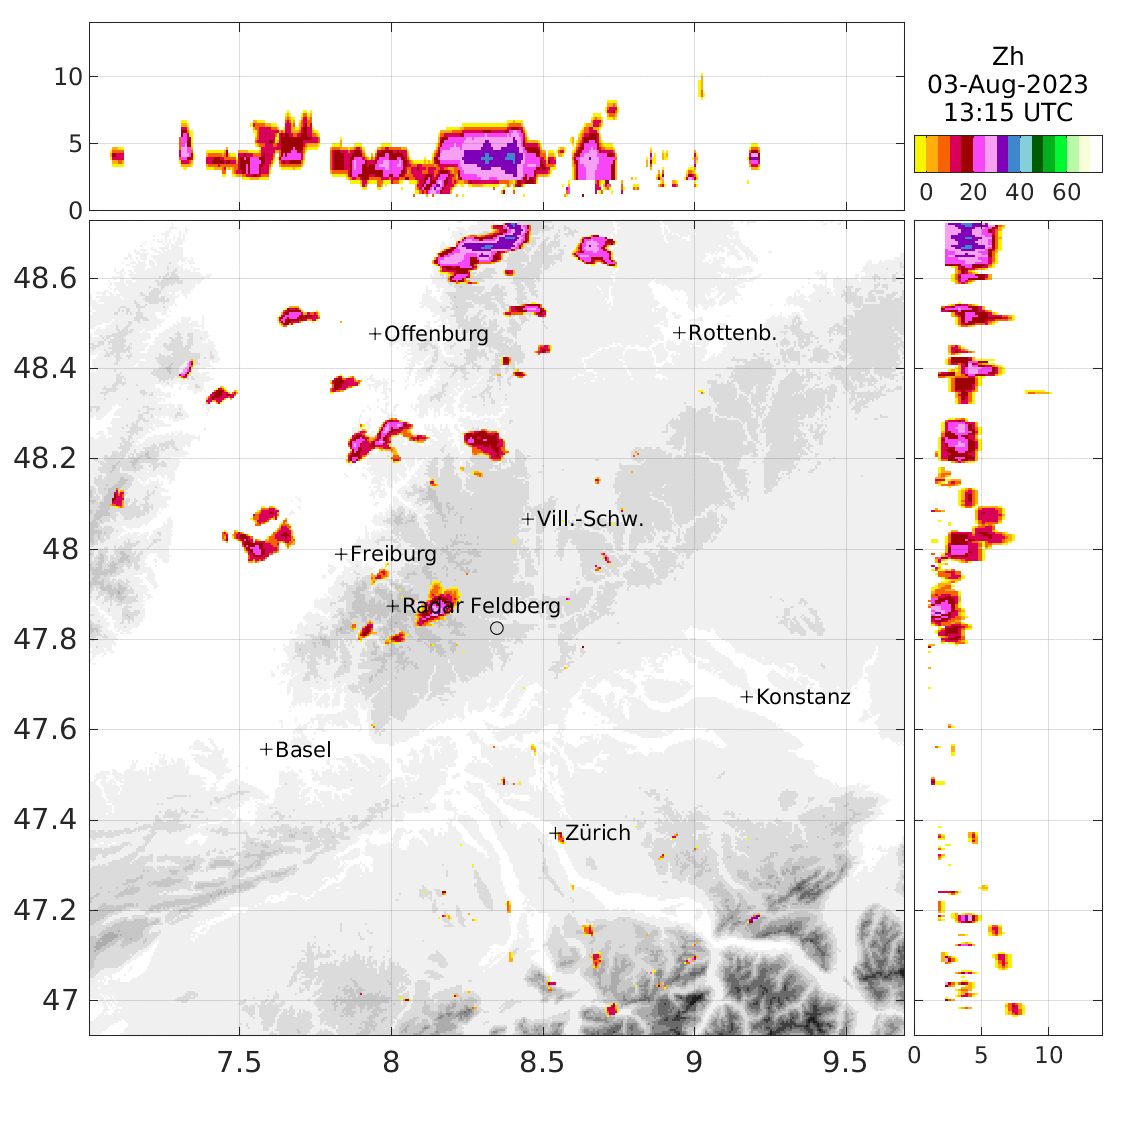 10
5
0
Zh
03-Aug-2023
13:15 UTC
0 20 40 60
48.6
48.4
48.2
48
47.8
47.6
47.4
47.2
47
+Offenburg
+Rottenb.
+Vill.-Schw.
+Freiburg
+Radar Feldberg
+Konstanz
+Basel
+Zürich
7.5 8 8.5 9 9.5
0 5 10